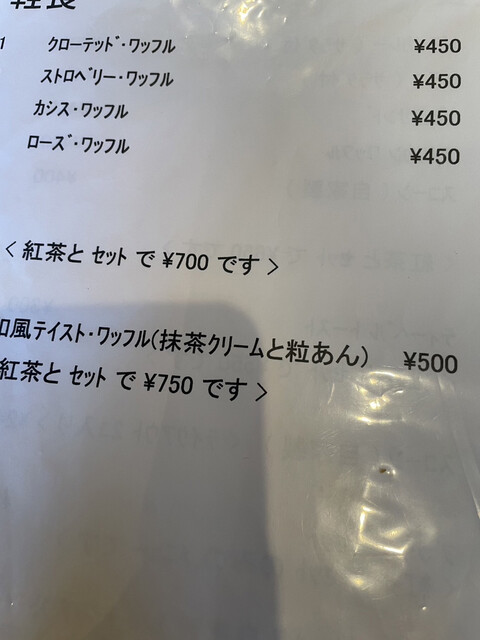 軽食
1 クローテッド・ワッフル ¥450
ストロベリー・ワッフル ¥450
カシス・ワッフル ¥450
ローズ・ワッフル ¥450
< 紅茶と セット で ¥700 です >
和風テイスト・ワッフル(抹茶クリームと粒あん) ¥500
紅茶と セット で ¥750 です >